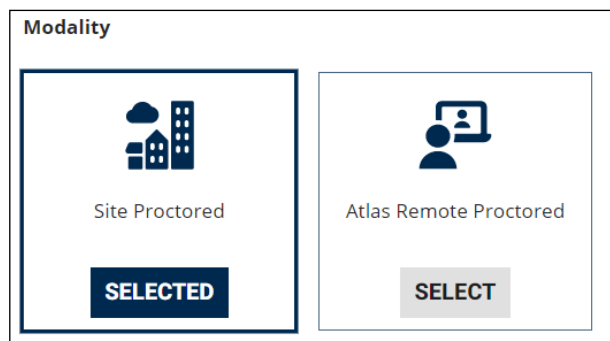 Modality
Site Proctored
Atlas Remote Proctored
SELECTED
SELECT